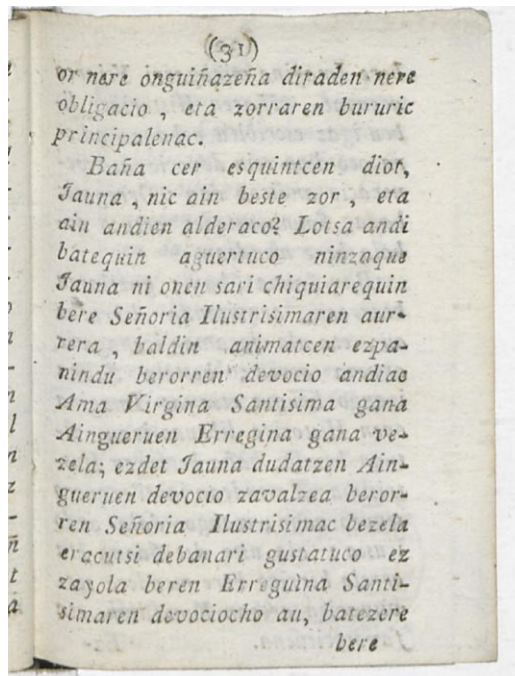 (31)
or nere onguiñazeña diraden nere
obligacio , eta zorraren bururic
principalenac.
Baña cer esquintcen diot,
Jauna , nic ain beste zor , eta
ain andien alderaco? Lotsa andi
batequin aguertuco ninzaque
Jauna ni onen sari chiquiarequin
bere Señoria Ilustrisimaren aur-
rera , baldin animatcen ezpa-
nindu berorren devocio andiac
Ama Virgina Santisima gana
Aingueruen Erregina gana ve-
zela; ezdet Jauna dudatzen Ain-
gueruen devocio zavalzea beror-
ren Señoria Ilustrisimac bezela
eracutsi debanari gustatuco ez
zayola beren Erreguìna Santi-
simaren devociocho au, batezere
bere